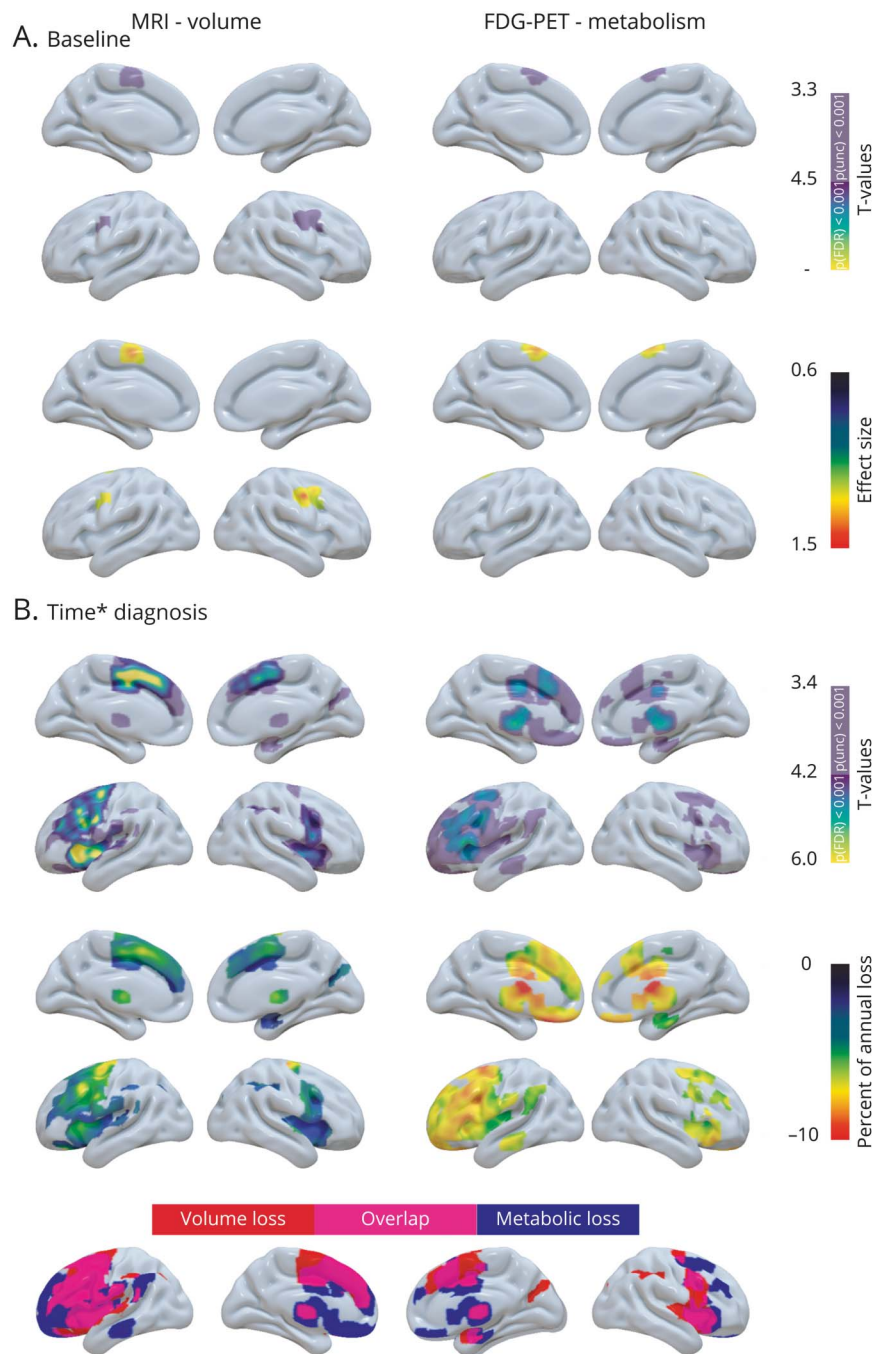 MRI - volume
FDG-PET - metabolism
A. Baseline
3.3
4.5
-
p(unc) < 0.001
p(FDR) < 0.001
T-values
0.6
1.5
Effect size
B. Time* diagnosis
3.4
4.2
6.0
p(unc) < 0.001
p(FDR) < 0.001
T-values
0
–10
Percent of annual loss
Volume loss
Overlap
Metabolic loss